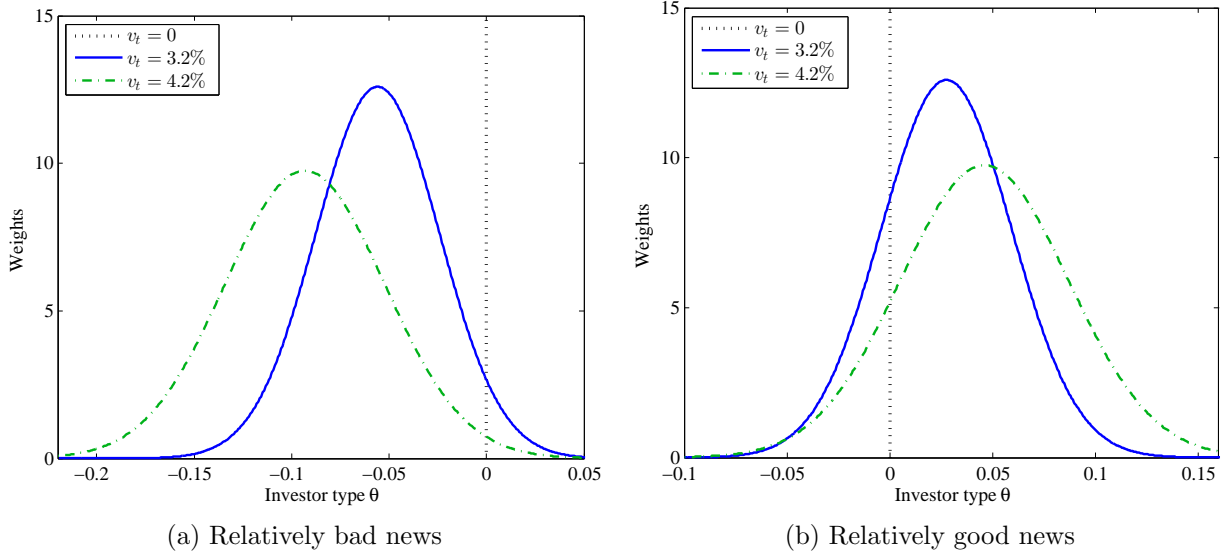 15
10
5
0
Weights
v_t = 0
v_t = 3.2%
v_t = 4.2%
−0.2 −0.15 −0.1 −0.05 0 0.05
Investor type θ
(a) Relatively bad news
15
10
5
0
Weights
v_t = 0
v_t = 3.2%
v_t = 4.2%
−0.1 −0.05 0 0.05 0.1 0.15
Investor type θ
(b) Relatively good news